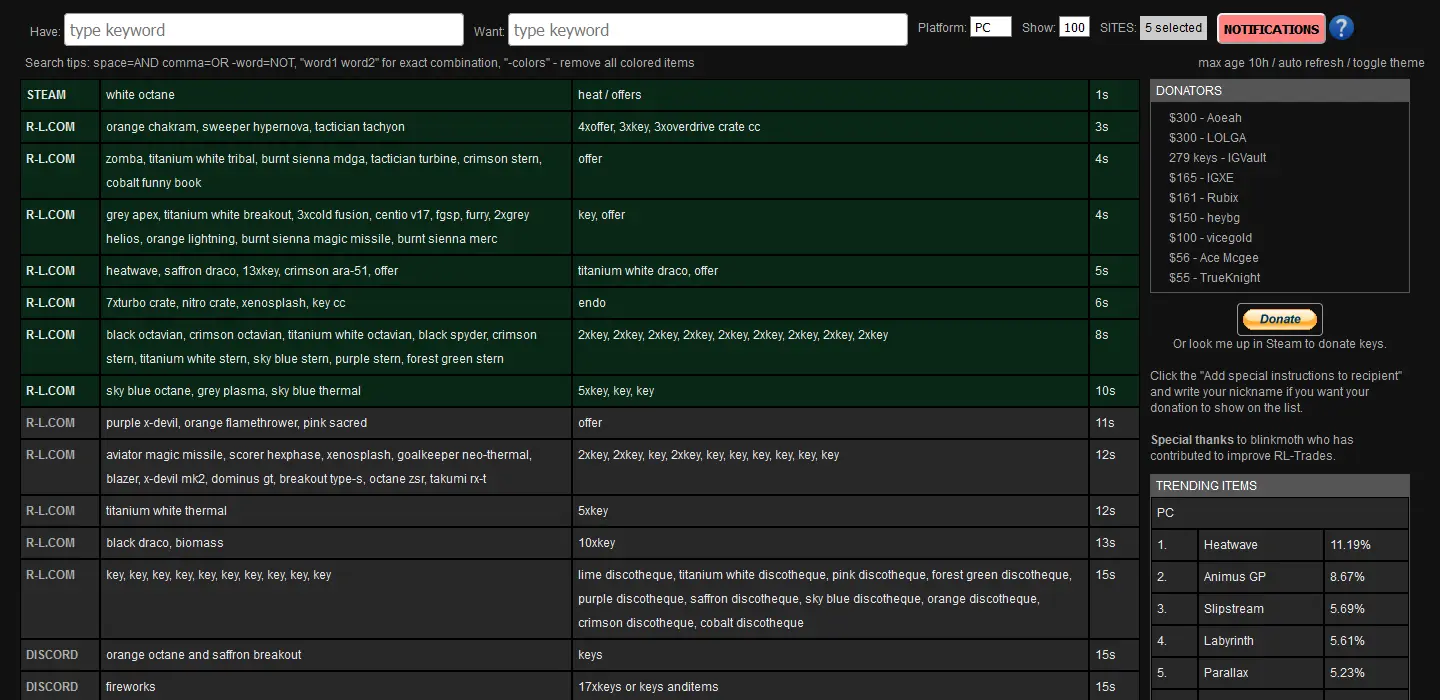 Have: type keyword Want: type keyword Platform: PC Show: 100 SITES: 5 selected NOTIFICATIONS ?
Search tips: space=AND comma=OR -word=NOT, "word1 word2" for exact combination, "-colors" - remove all colored items max age 10h / auto refresh / toggle theme
STEAM white octane heat / offers 1s
R-L.COM orange chakram, sweeper hypernova, tactician tachyon 4xoffer, 3xkey, 3xoverdrive crate cc 3s
R-L.COM zomba, titanium white tribal, burnt sienna mdga, tactician turbine, crimson stern, offer 4s
cobalt funny book
R-L.COM grey apex, titanium white breakout, 3xcold fusion, centio v17, fgsp, furry, 2xgrey key, offer 4s
helios, orange lightning, burnt sienna magic missile, burnt sienna merc
R-L.COM heatwave, saffron draco, 13xkey, crimson ara-51, offer titanium white draco, offer 5s
R-L.COM 7xturbo crate, nitro crate, xenosplash, key cc endo 6s
R-L.COM black octavian, crimson octavian, titanium white octavian, black spyder, crimson 2xkey, 2xkey, 2xkey, 2xkey, 2xkey, 2xkey, 2xkey, 2xkey, 2xkey 8s
stern, titanium white stern, sky blue stern, purple stern, forest green stern
R-L.COM sky blue octane, grey plasma, sky blue thermal 5xkey, key, key 10s
R-L.COM purple x-devil, orange flamethrower, pink sacred offer 11s
R-L.COM aviator magic missile, scorer hexphase, xenosplash, goalkeeper neo-thermal, 2xkey, 2xkey, key, 2xkey, key, key, key, key, key, key 12s
blazer, x-devil mk2, dominus gt, breakout type-s, octane zsr, takumi rx-t
R-L.COM titanium white thermal 5xkey 12s
R-L.COM black draco, biomass 10xkey 13s
R-L.COM key, key, key, key, key, key, key, key, key, key lime discotheque, titanium white discotheque, pink discotheque, forest green discotheque, 15s
purple discotheque, saffron discotheque, sky blue discotheque, orange discotheque,
crimson discotheque, cobalt discotheque
DISCORD orange octane and saffron breakout keys 15s
DISCORD fireworks 17xkeys or keys anditems 15s
DONATORS
$300 - Aoeah
$300 - LOLGA
279 keys - IGVault
$165 - IGXE
$161 - Rubix
$150 - heybg
$100 - vicegold
$56 - Ace Mcgee
$55 - TrueKnight
Donate
Or look me up in Steam to donate keys.
Click the "Add special instructions to recipient"
and write your nickname if you want your
donation to show on the list.
Special thanks to blinkmoth who has
contributed to improve RL-Trades.
TRENDING ITEMS
PC
1. Heatwave 11.19%
2. Animus GP 8.67%
3. Slipstream 5.69%
4. Labyrinth 5.61%
5. Parallax 5.23%